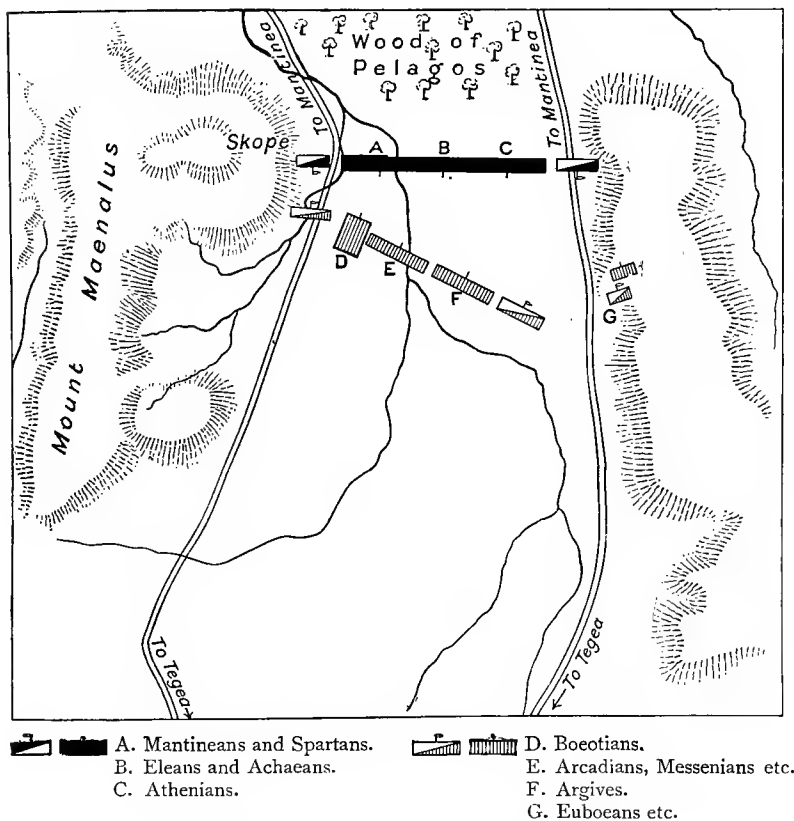 Wood of
Pelagos
To Mantinea
To Mantinea
Skope
A
B
C
Mount Maenalus
D
E
F
G
To Tegea
To Tegea
A. Mantineans and Spartans.
B. Eleans and Achaeans.
C. Athenians.
D. Boeotians.
E. Arcadians, Messenians etc.
F. Argives.
G. Euboeans etc.